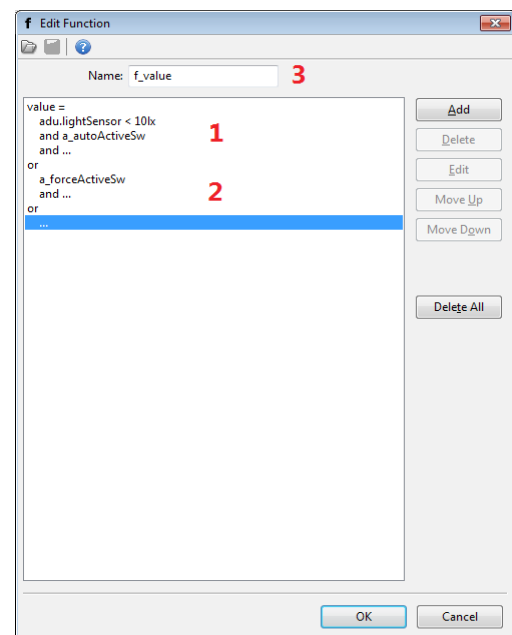 f Edit Function
Name: f_value 3
value =
adu.lightSensor < 10lx
and a_autoActiveSw 1
and ...
or
a_forceActiveSw
and ... 2
or
...
Add
Delete
Edit
Move Up
Move Down
Delete All
OK Cancel